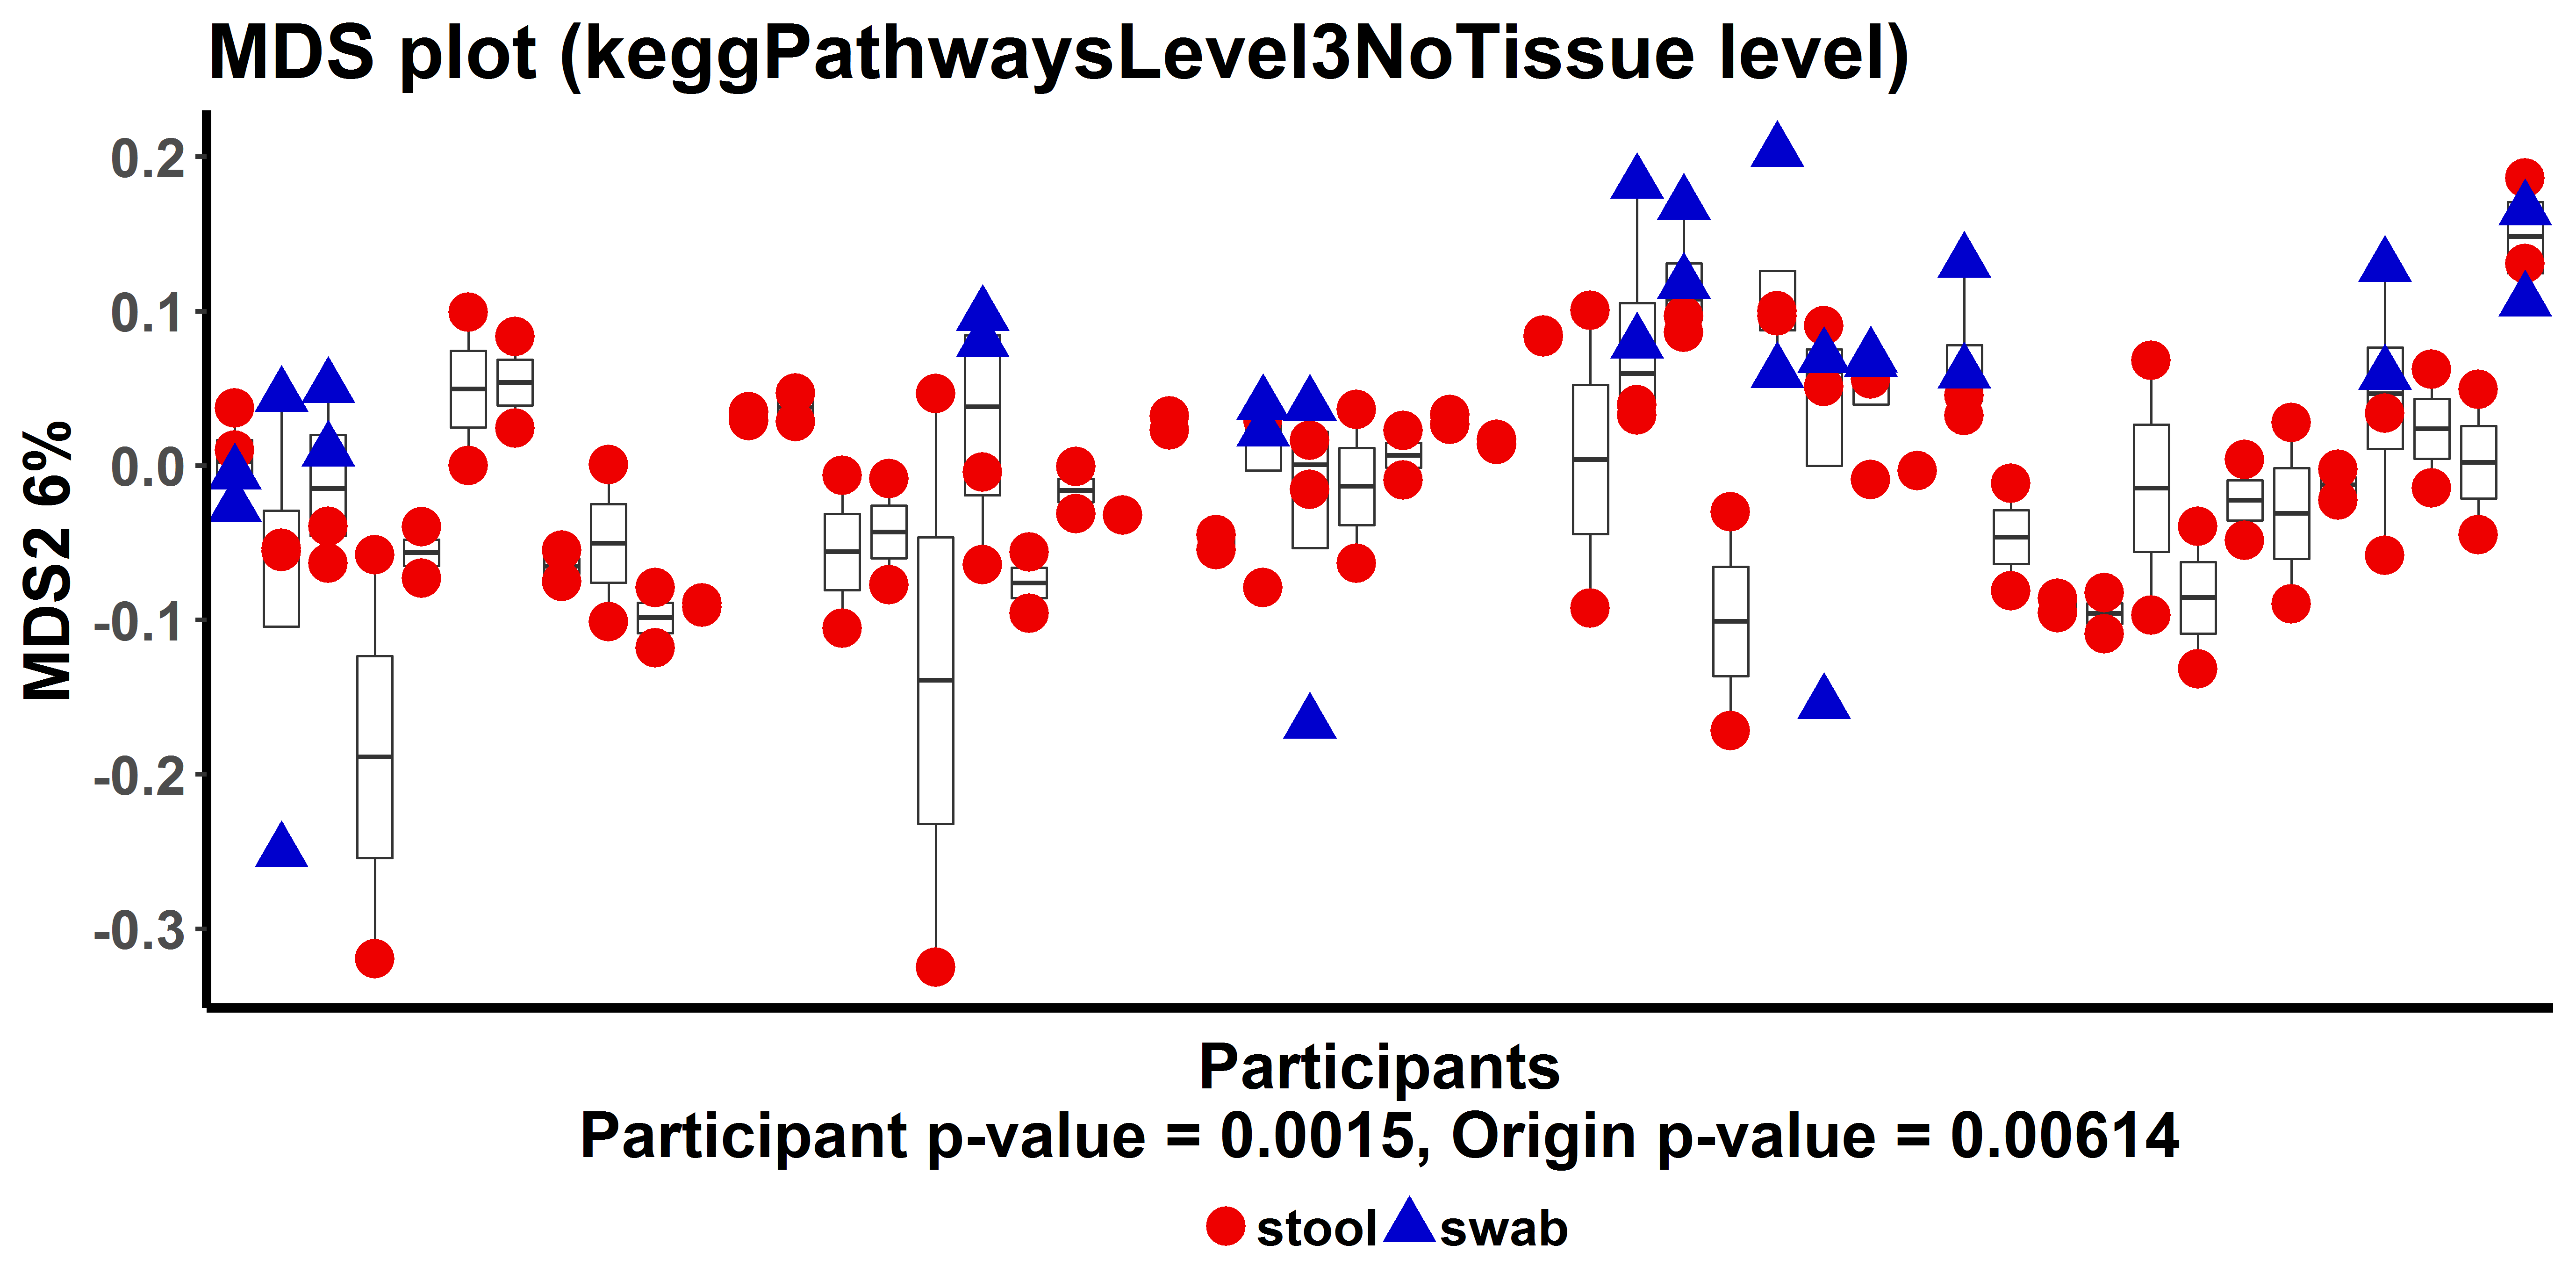 MDS plot (keggPathwaysLevel3NoTissue level)
MDS2 6%
0.2
0.1
0.0
-0.1
-0.2
-0.3
Participants
Participant p-value = 0.0015, Origin p-value = 0.00614
stool swab